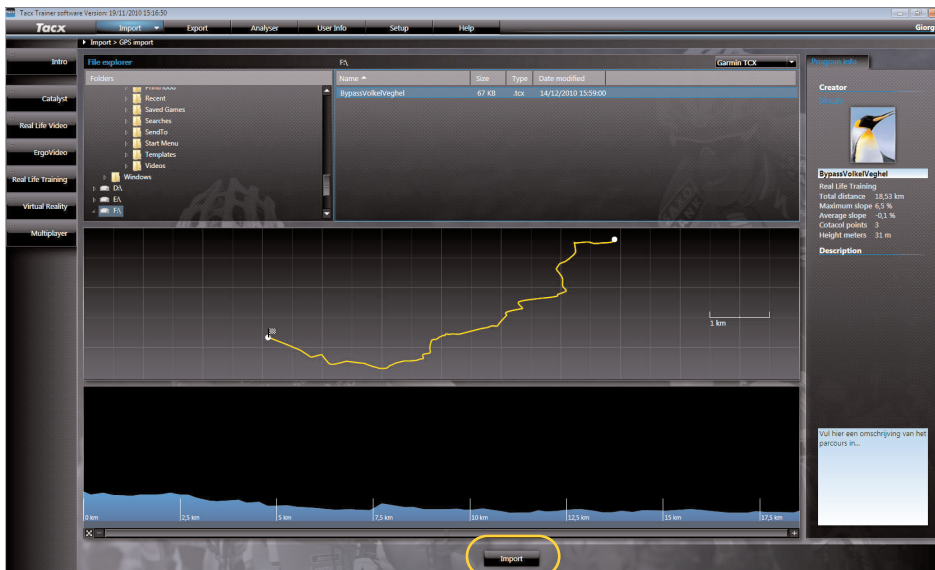 Tacx Trainer software Version: 19/11/2010 15:16:50
Tacx Import Export Analyser User Info Setup Help Giorg
Import > GPS import
Intro
Catalyst
Real Life Video
ErgoVideo
Real Life Training
Virtual Reality
Multiplayer
File explorer F:\ Garmin TCX
Folders
Recent
Saved Games
Searches
SendTo
Start Menu
Templates
Videos
Windows
D:\
E:\
F:\
Name Size Type Date modified
BypassVolkelVeghel 67 KB .tcx 14/12/2010 15:59:00
1 km
0 km 2,5 km 5 km 7,5 km 10 km 12,5 km 15 km 17,5 km
Import
Program info
Creator
BypassVolkelVeghel
Real Life Training
Total distance 18,53 km
Maximum slope 6,5 %
Average slope -0,1 %
Cotacol points 3
Height meters 31 m
Description
Vul hier een omschrijving van het
parcours in...